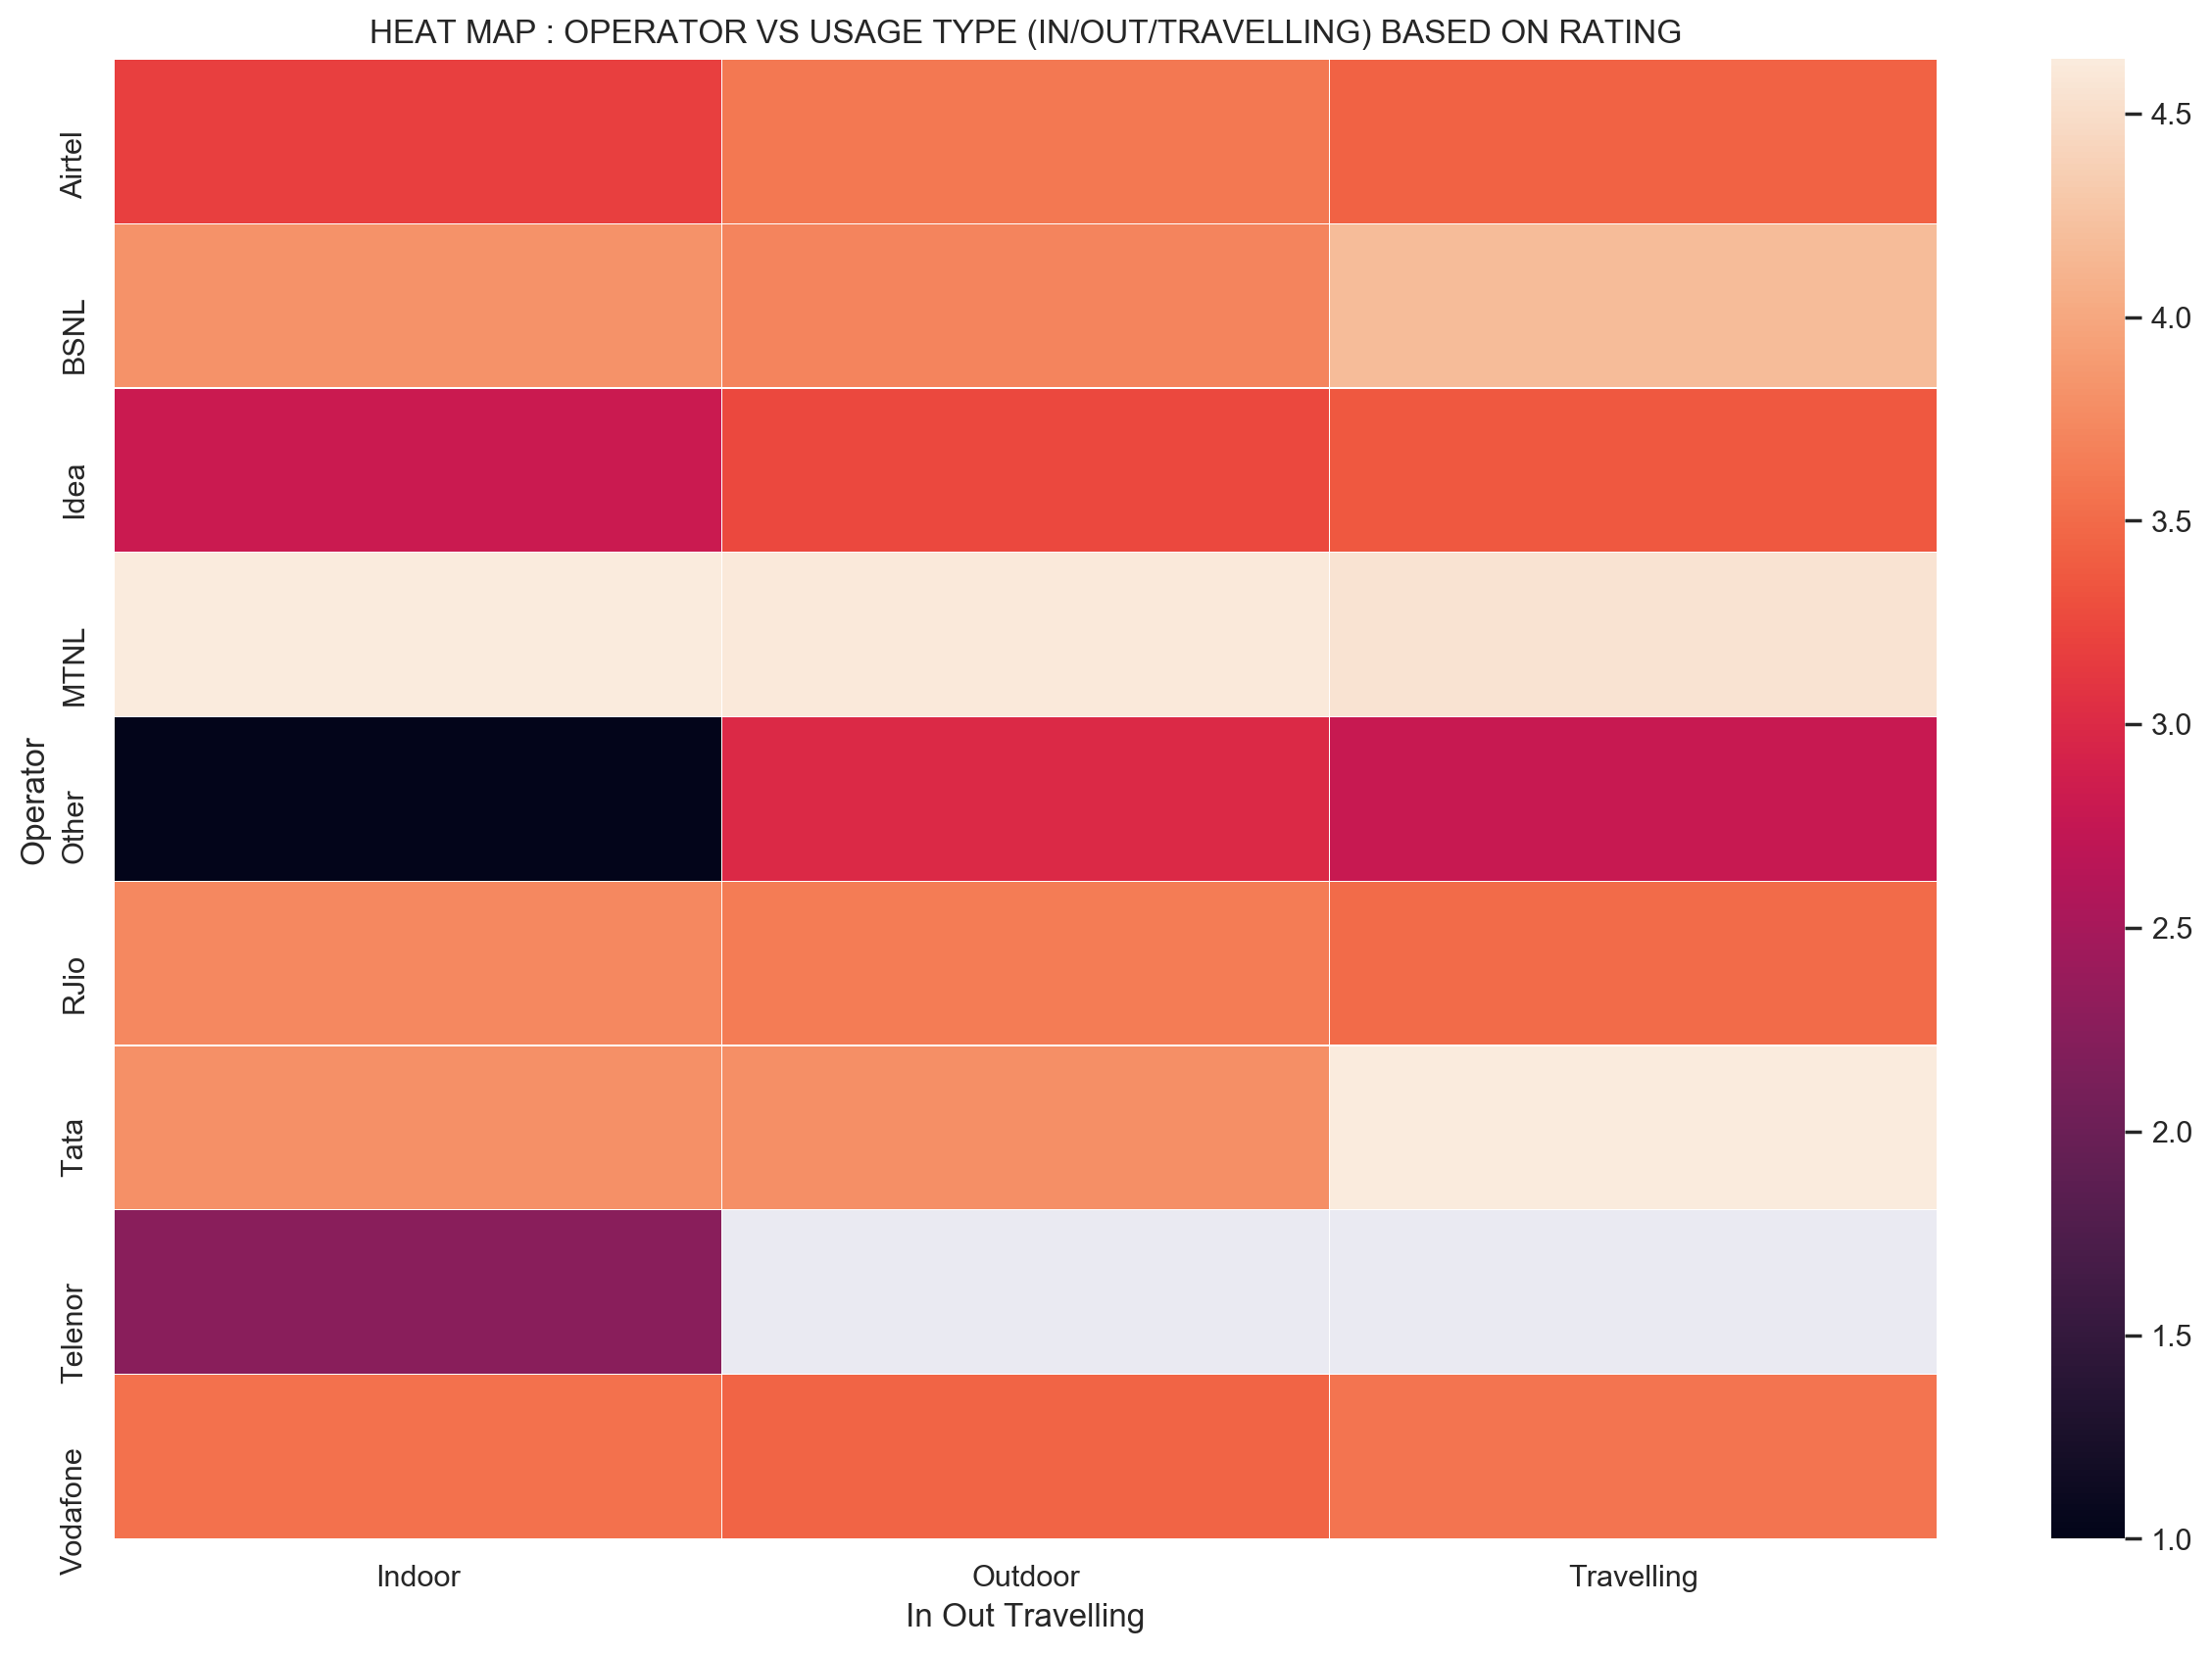 HEAT MAP : OPERATOR VS USAGE TYPE (IN/OUT/TRAVELLING) BASED ON RATING
Operator
Airtel
BSNL
Idea
MTNL
Other
RJio
Tata
Telenor
Vodafone
Indoor
Outdoor
Travelling
In Out Travelling
4.5
4.0
3.5
3.0
2.5
2.0
1.5
1.0